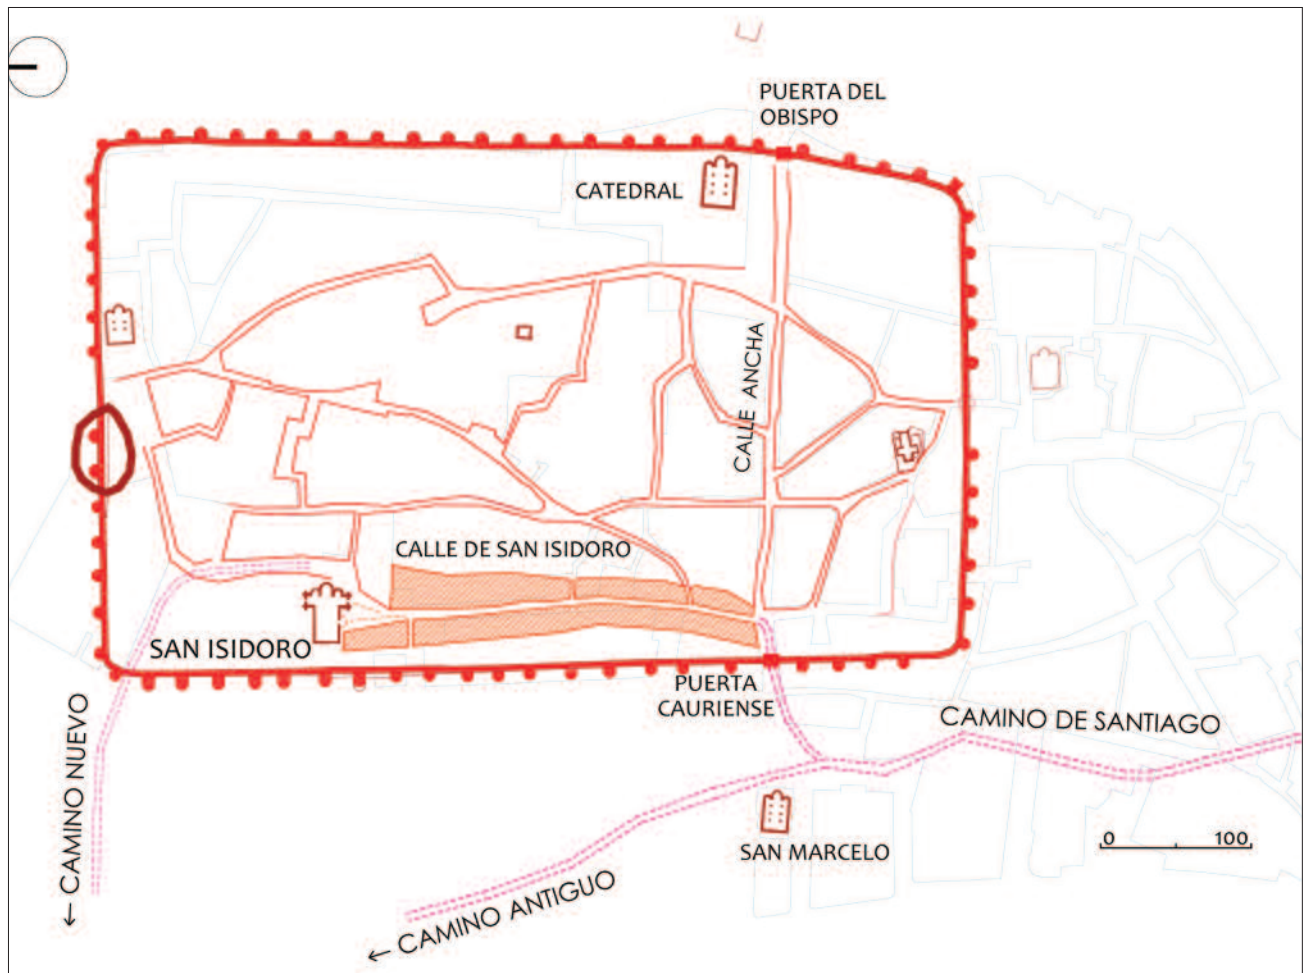 PUERTA DEL
OBISPO
CATEDRAL
CALLE ANCHA
CALLE DE SAN ISIDORO
SAN ISIDORO
PUERTA
CAURIENSE
CAMINO DE SANTIAGO
← CAMINO NUEVO
SAN MARCELO
0 100
← CAMINO ANTIGUO